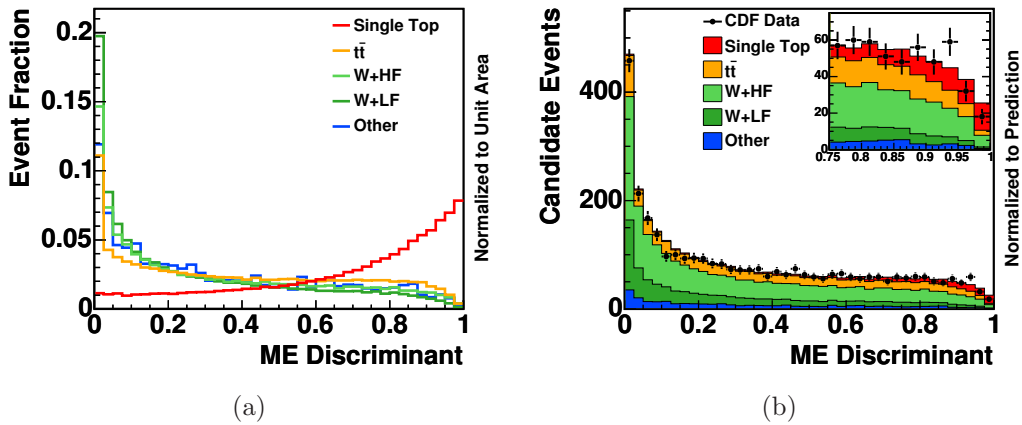 Event Fraction
0.2
0.15
0.1
0.05
0
0 0.2 0.4 0.6 0.8 1
ME Discriminant
Single Top
tt̄
W+HF
W+LF
Other
Normalized to Unit Area
(a)
Candidate Events
400
200
0
0 0.2 0.4 0.6 0.8 1
ME Discriminant
CDF Data
Single Top
tt̄
W+HF
W+LF
Other
60
40
20
0
0.75 0.8 0.85 0.9 0.95 1
Normalized to Prediction
(b)